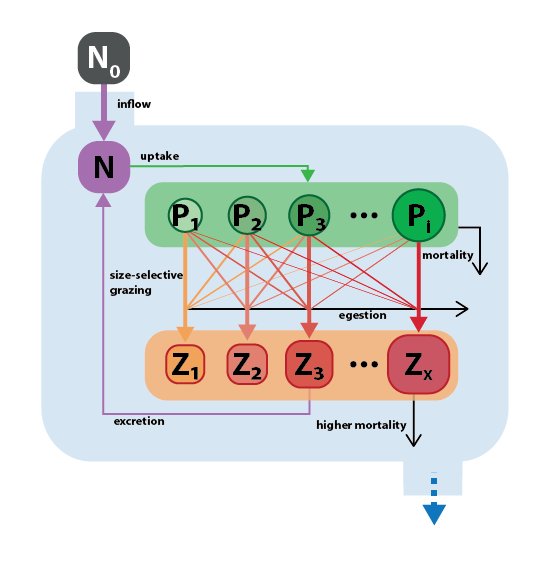 N0
inflow
N
uptake
P1 P2 P3 ••• Pi
mortality
size-selective
grazing
egestion
Z1 Z2 Z3 ••• Zx
excretion
higher mortality